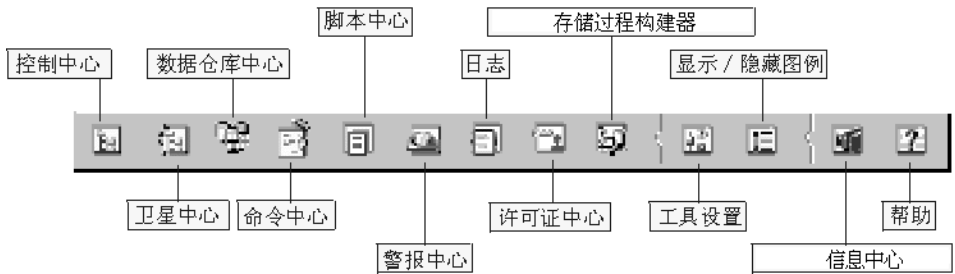 脚本中心
存储过程构建器
控制中心
数据仓库中心
日志
显示/隐藏图例
卫星中心
命令中心
许可证中心
工具设置
帮助
警报中心
信息中心